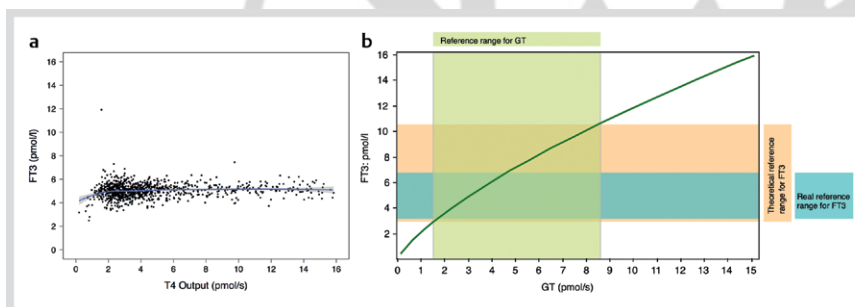 a
16
14
12
10
8
6
4
2
0
FT3 (pmol/l)
0 2 4 6 8 10 12 14 16
T4 Output (pmol/s)
b
Reference range for GT
16
14
12
10
8
6
4
2
FT3: pmol/l
0 1 2 3 4 5 6 7 8 9 10 11 12 13 14 15
GT (pmol/s)
Theoretical reference
range for FT3
Real reference
range for FT3